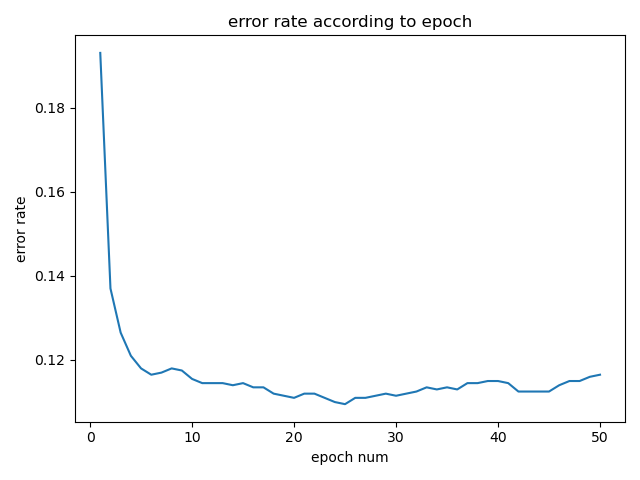 error rate according to epoch
error rate
0.18
0.16
0.14
0.12
0 10 20 30 40 50
epoch num